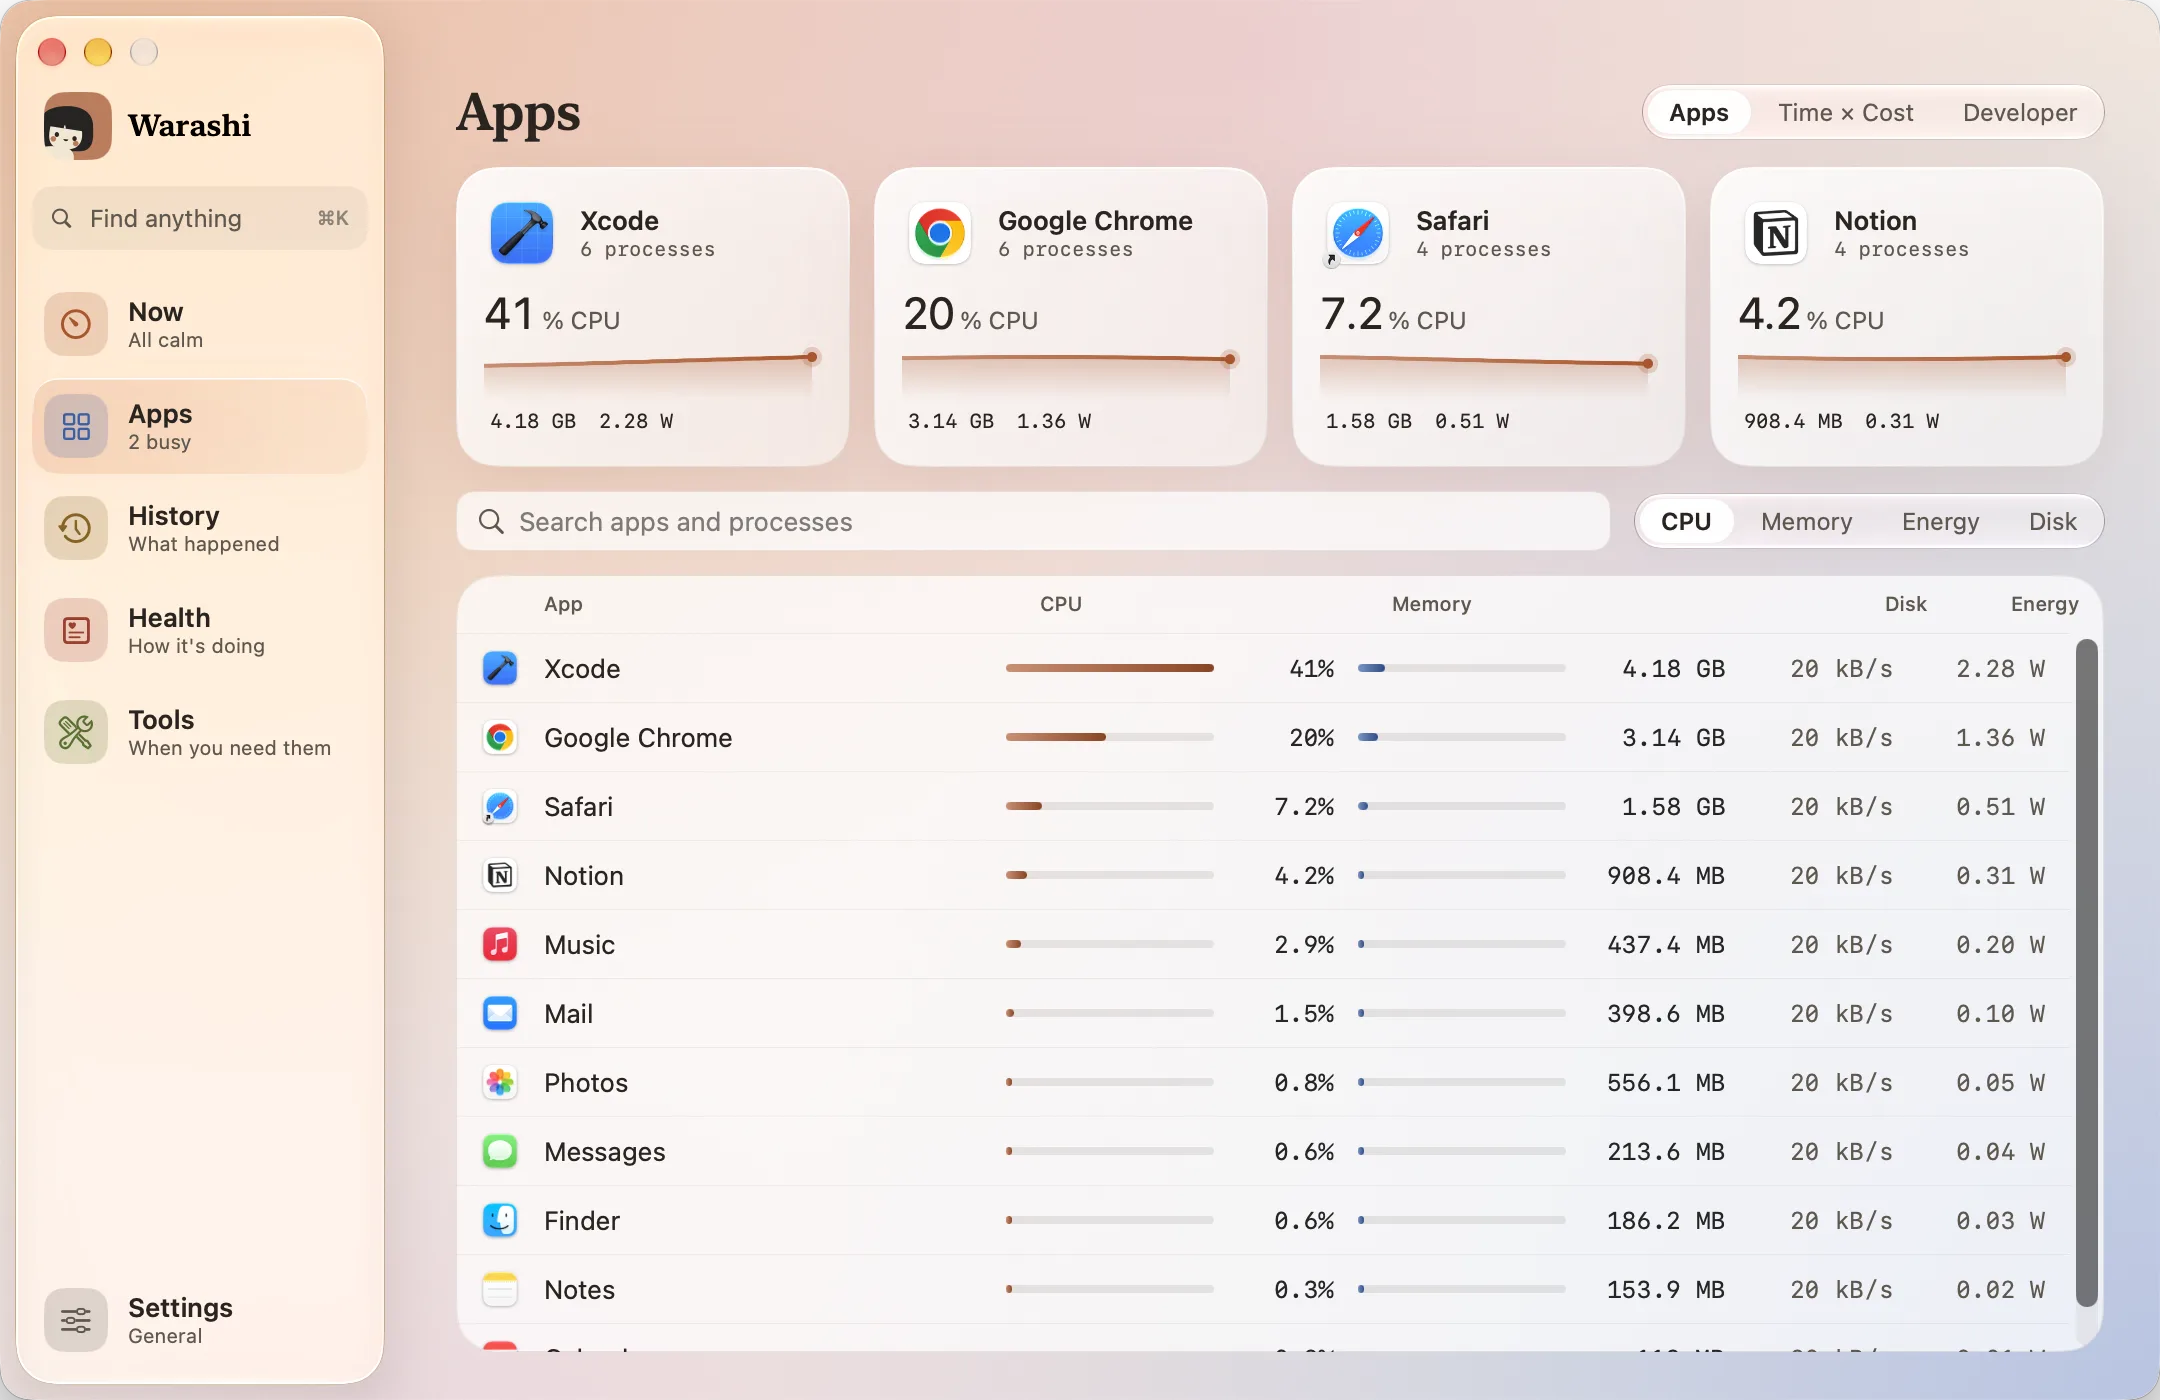 Warashi
Find anything ⌘K
Now
All calm
Apps
2 busy
History
What happened
Health
How it's doing
Tools
When you need them
Settings
General
Apps
Apps Time × Cost Developer
Xcode
6 processes
41 % CPU
4.18 GB 2.28 W
Google Chrome
6 processes
20 % CPU
3.14 GB 1.36 W
Safari
4 processes
7.2 % CPU
1.58 GB 0.51 W
Notion
4 processes
4.2 % CPU
908.4 MB 0.31 W
Search apps and processes
CPU Memory Energy Disk
App CPU Memory Disk Energy
Xcode 41% 4.18 GB 20 kB/s 2.28 W
Google Chrome 20% 3.14 GB 20 kB/s 1.36 W
Safari 7.2% 1.58 GB 20 kB/s 0.51 W
Notion 4.2% 908.4 MB 20 kB/s 0.31 W
Music 2.9% 437.4 MB 20 kB/s 0.20 W
Mail 1.5% 398.6 MB 20 kB/s 0.10 W
Photos 0.8% 556.1 MB 20 kB/s 0.05 W
Messages 0.6% 213.6 MB 20 kB/s 0.04 W
Finder 0.6% 186.2 MB 20 kB/s 0.03 W
Notes 0.3% 153.9 MB 20 kB/s 0.02 W